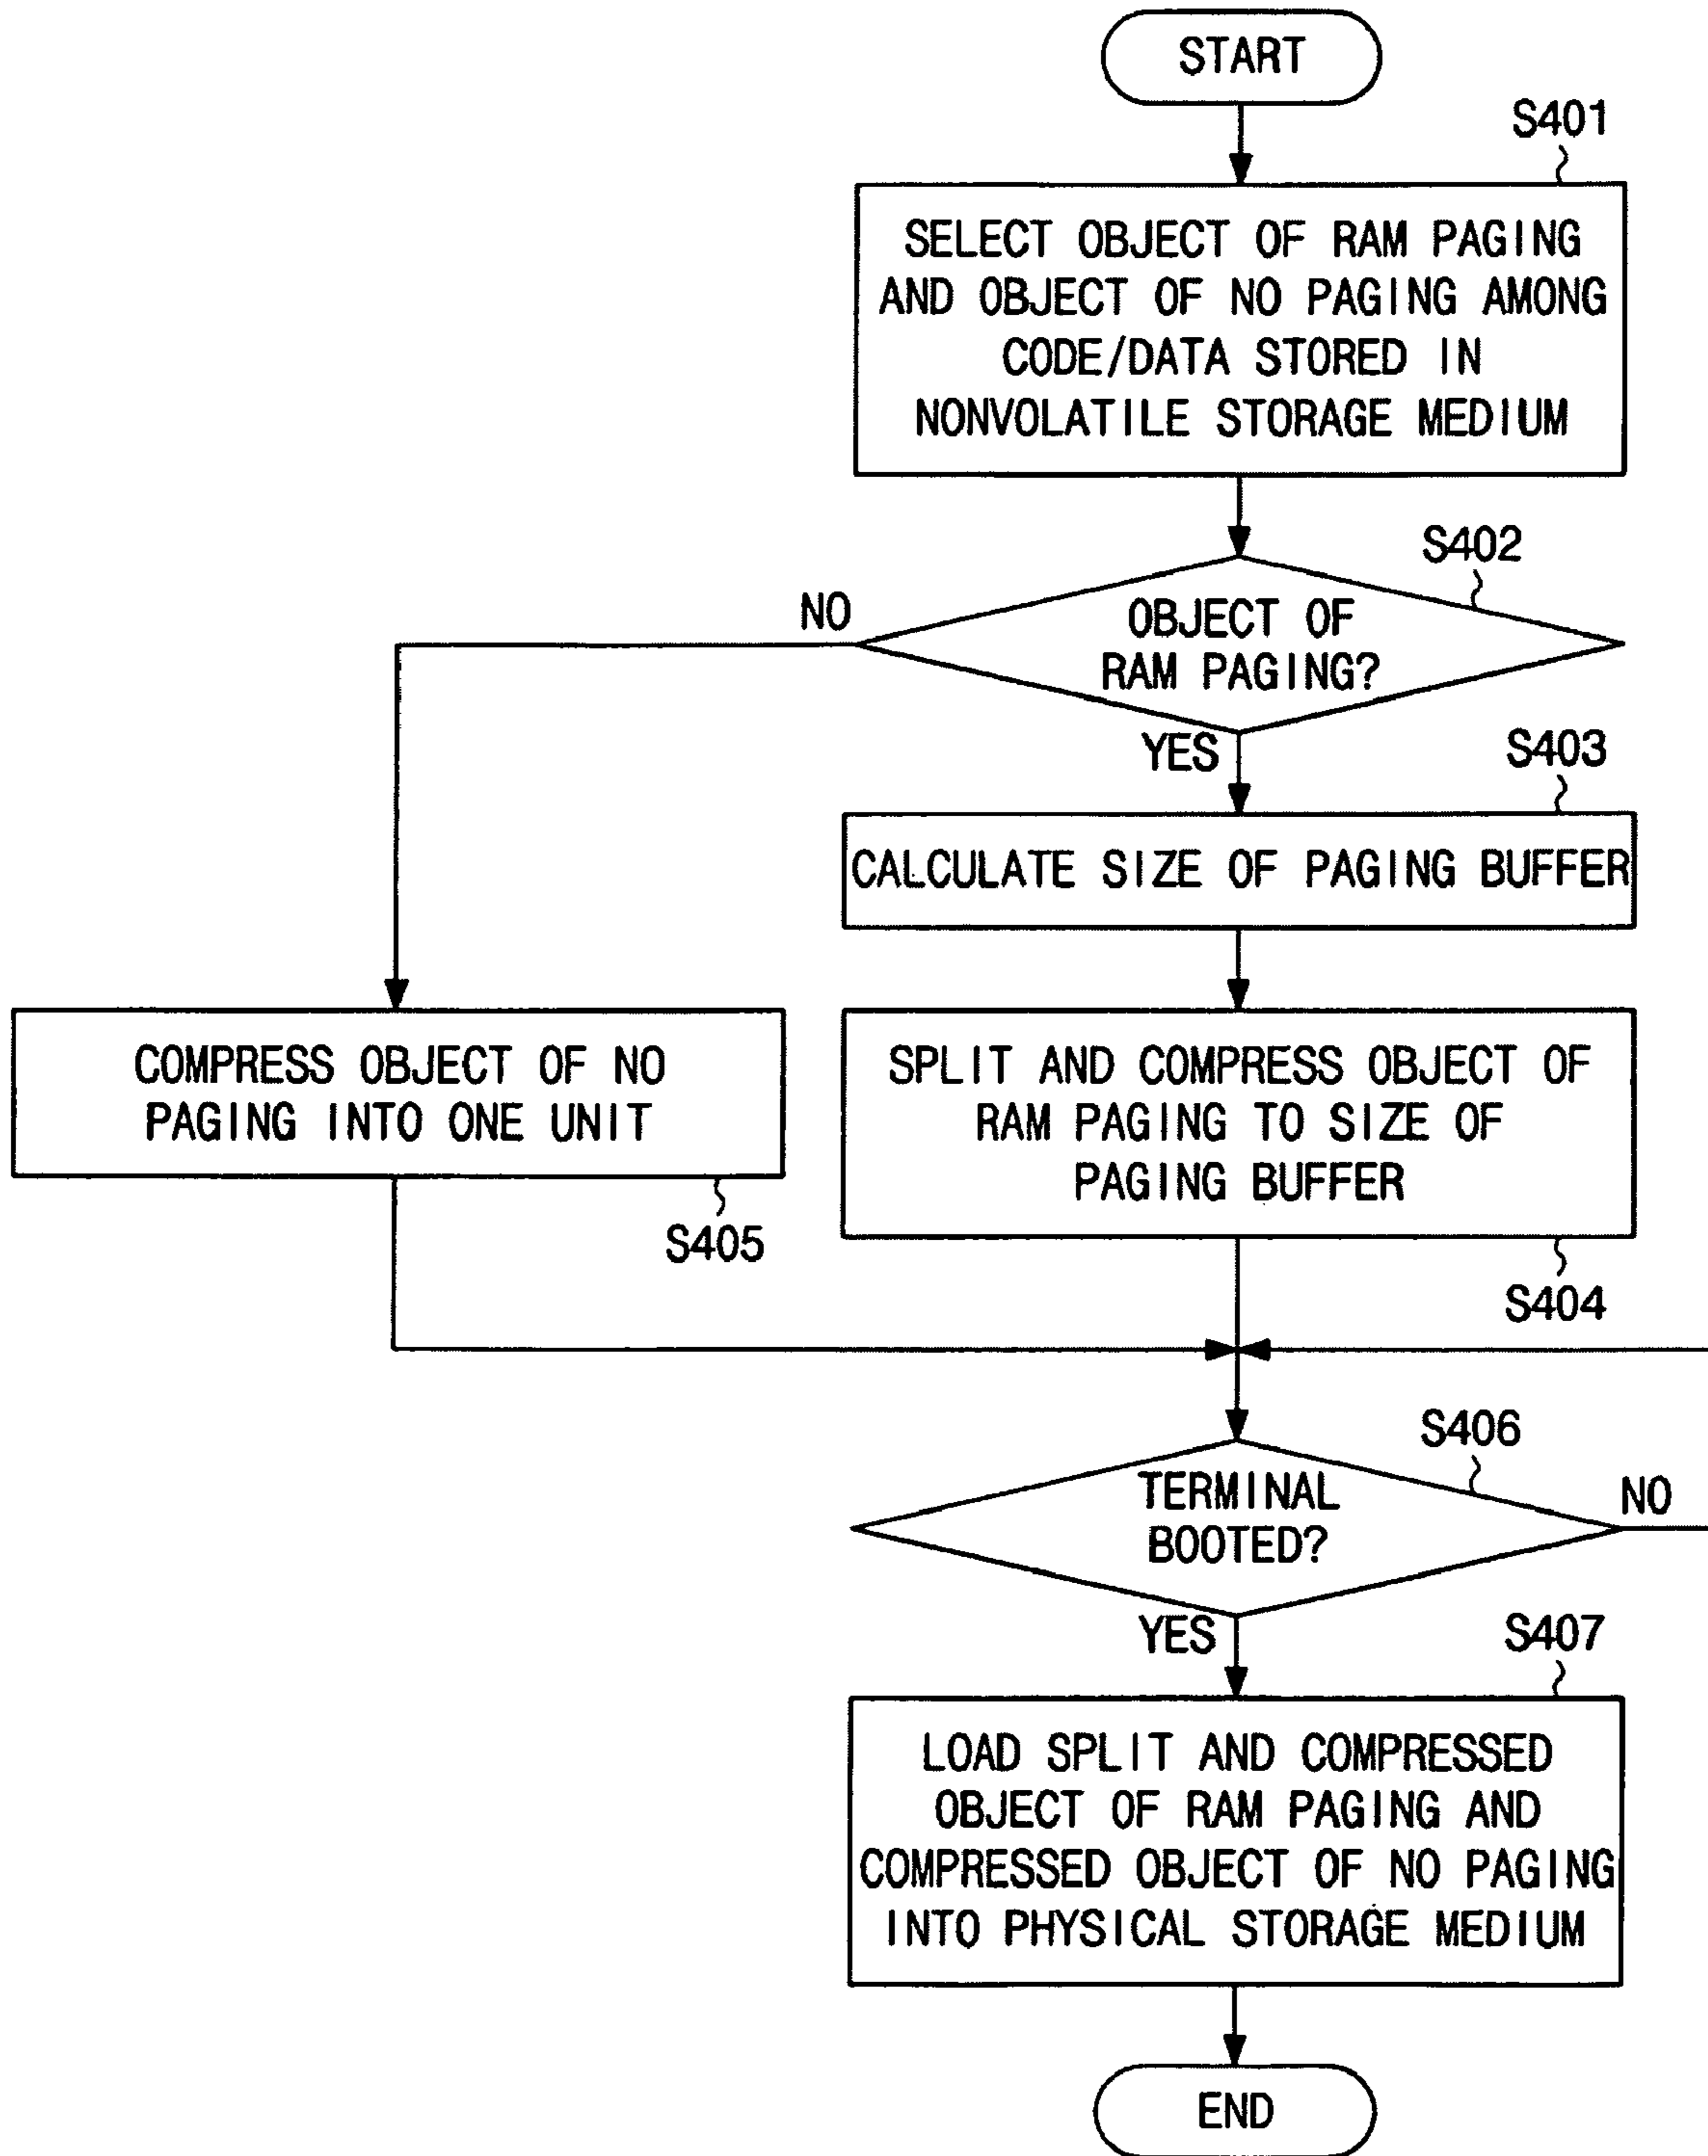 START
S401
SELECT OBJECT OF RAM PAGING
AND OBJECT OF NO PAGING AMONG
CODE/DATA STORED IN
NONVOLATILE STORAGE MEDIUM
S402
NO
OBJECT OF
RAM PAGING?
YES
S403
CALCULATE SIZE OF PAGING BUFFER
COMPRESS OBJECT OF NO
PAGING INTO ONE UNIT
S405
SPLIT AND COMPRESS OBJECT OF
RAM PAGING TO SIZE OF
PAGING BUFFER
S404
S406
TERMINAL
BOOTED?
NO
YES
S407
LOAD SPLIT AND COMPRESSED
OBJECT OF RAM PAGING AND
COMPRESSED OBJECT OF NO PAGING
INTO PHYSICAL STORAGE MEDIUM
END